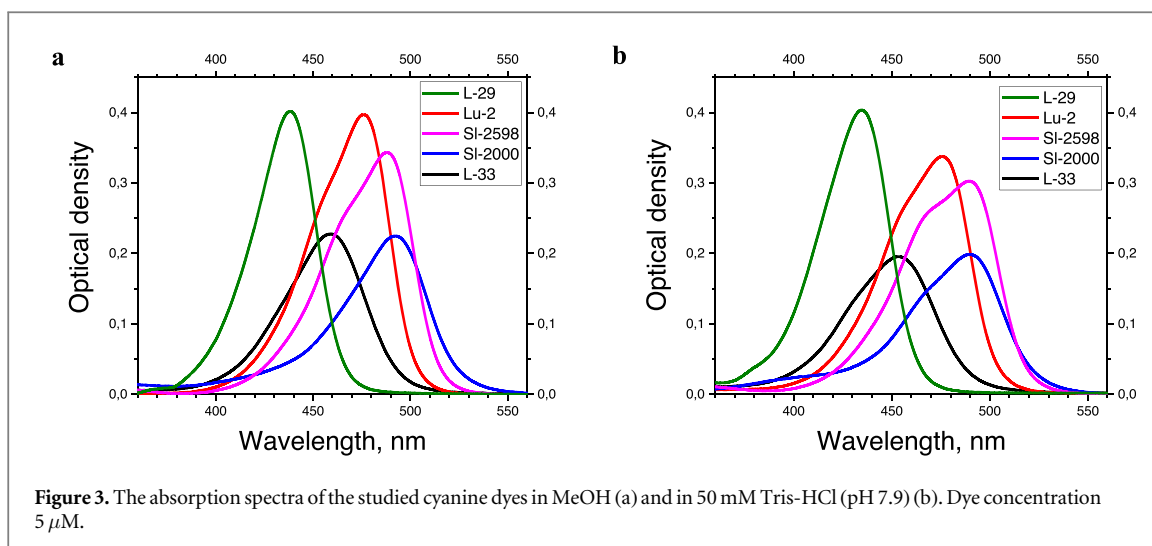 a
400 450 500 550
0,4 0,4
0,3 0,3
0,2 0,2
0,1 0,1
0,0 0,0
400 450 500 550
Optical density
Wavelength, nm
L-29
Lu-2
Sl-2598
Sl-2000
L-33
b
400 450 500 550
0,4 0,4
0,3 0,3
0,2 0,2
0,1 0,1
0,0 0,0
400 450 500 550
Optical density
Wavelength, nm
L-29
Lu-2
Sl-2598
Sl-2000
L-33
Figure 3. The absorption spectra of the studied cyanine dyes in MeOH (a) and in 50 mM Tris-HCl (pH 7.9) (b). Dye concentration
5 μM.